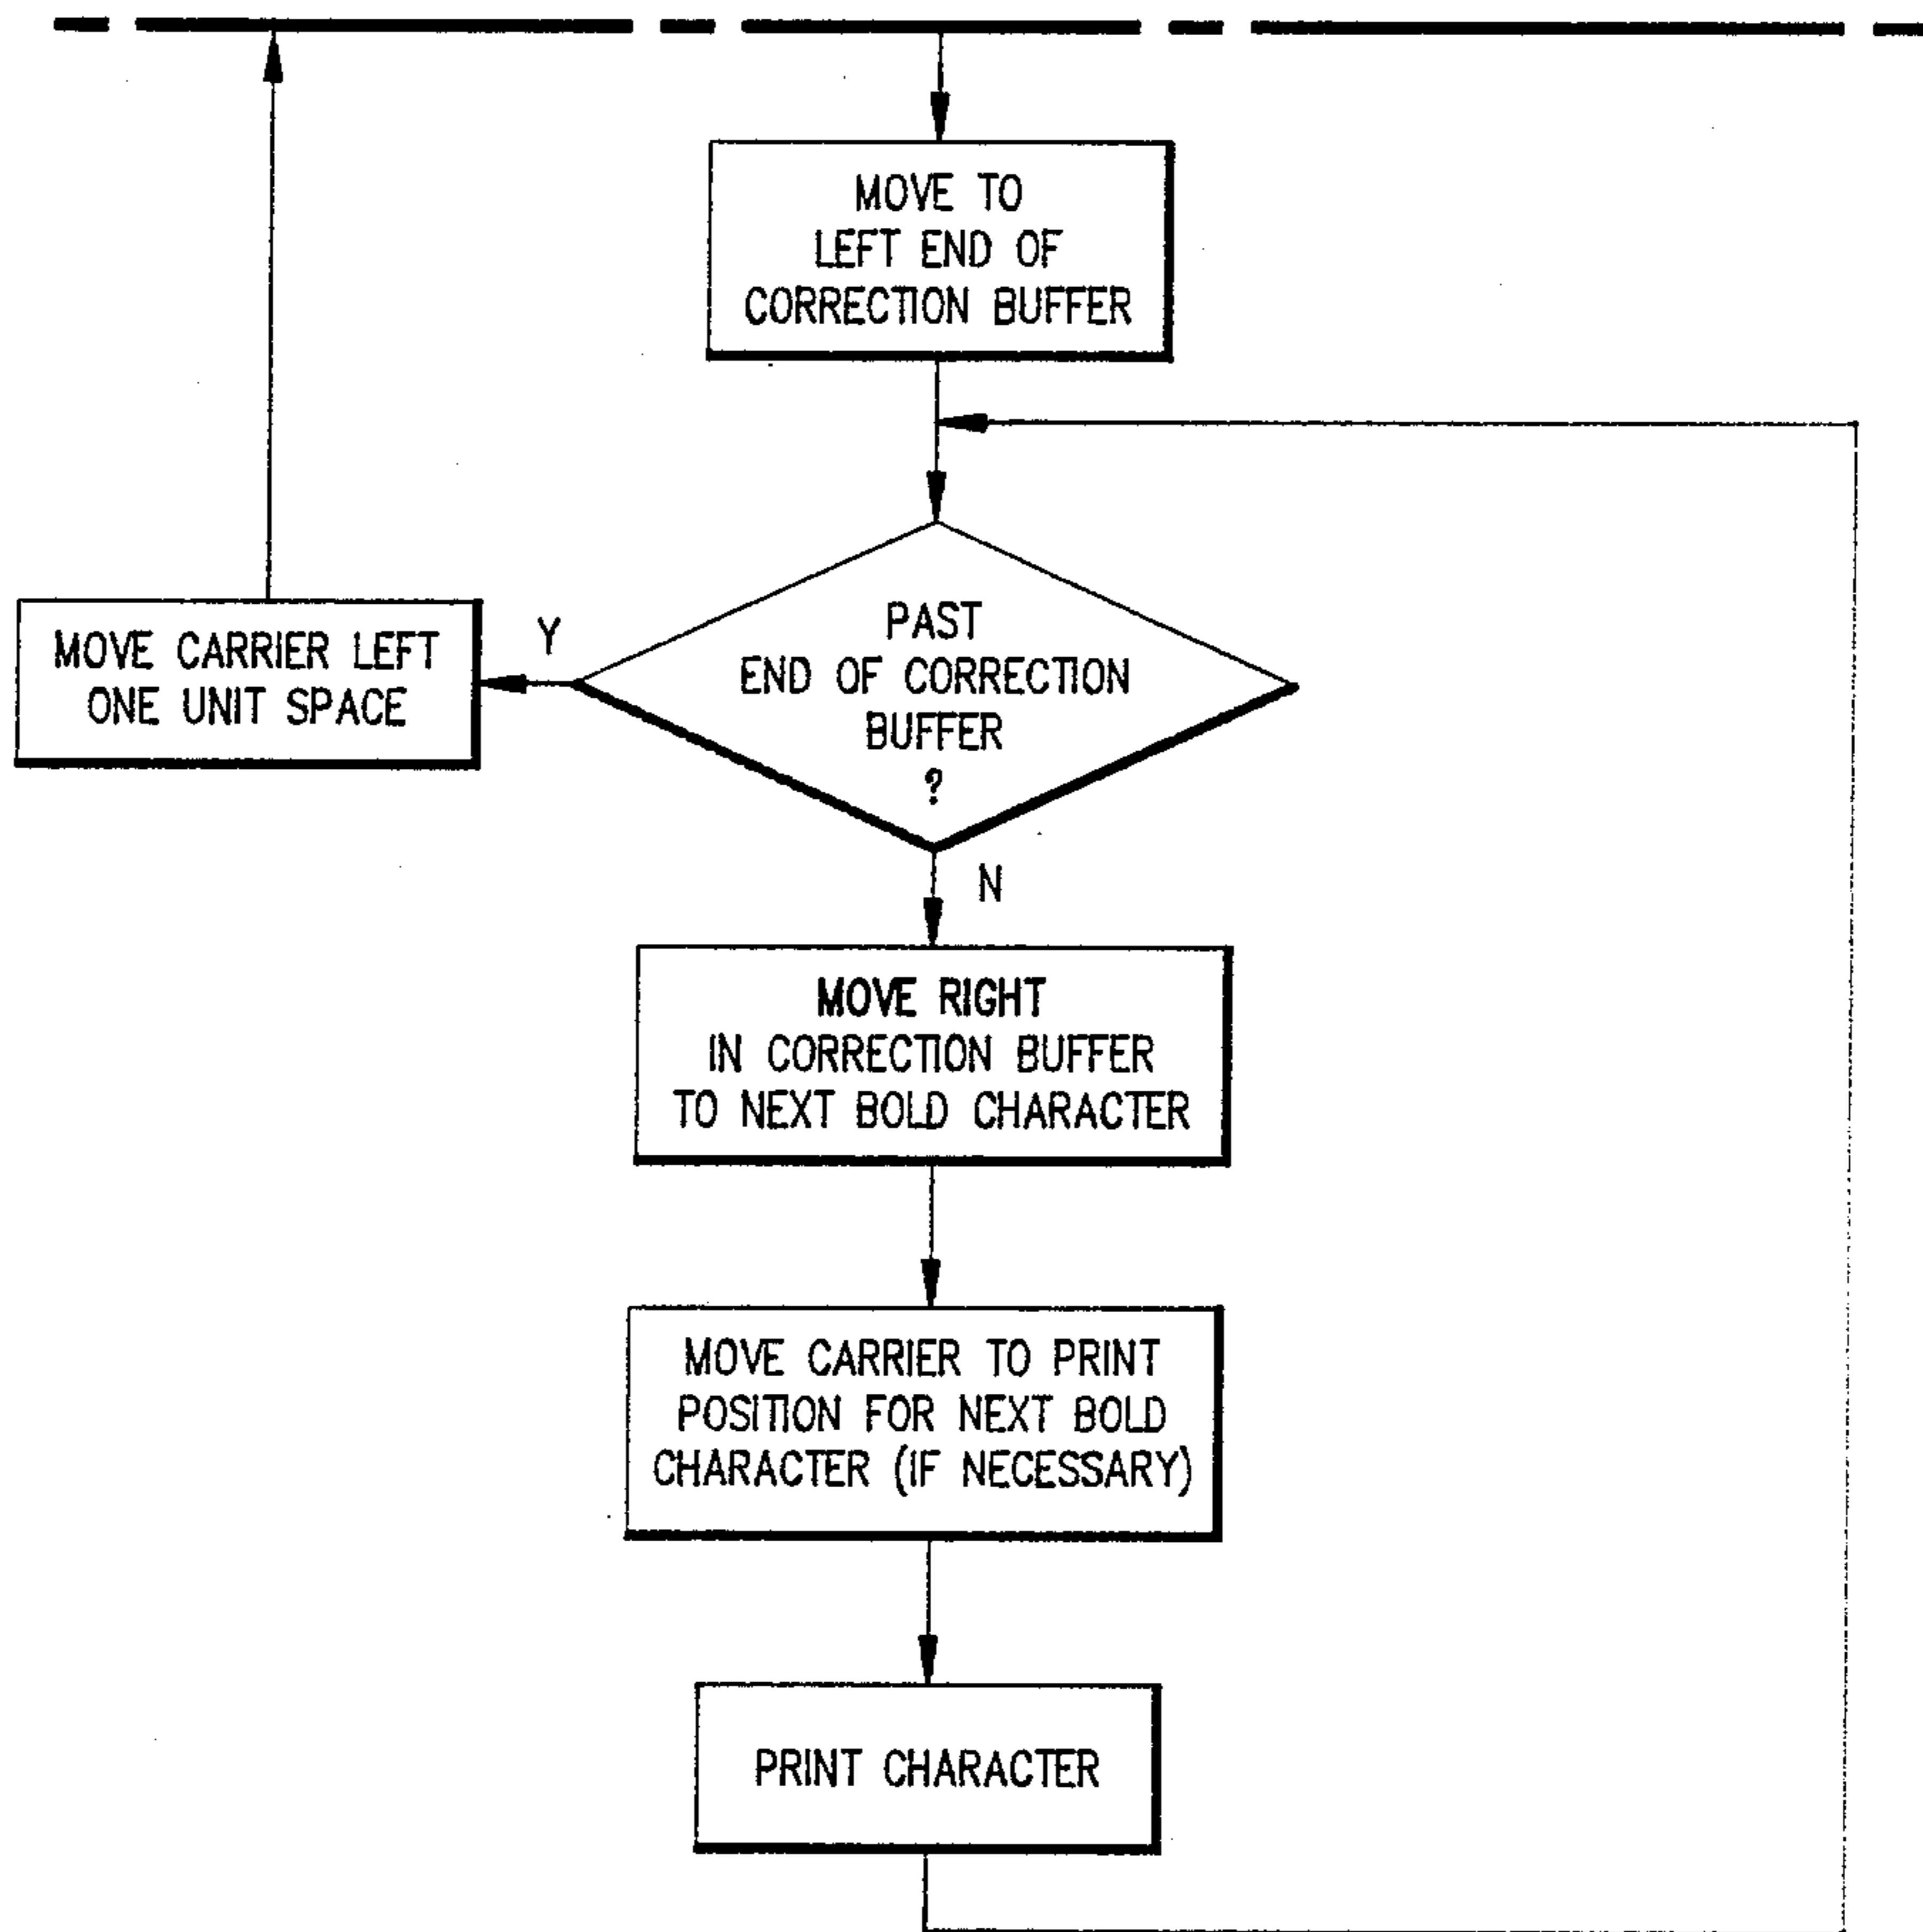 MOVE TO
LEFT END OF
CORRECTION BUFFER
MOVE CARRIER LEFT
ONE UNIT SPACE
Y
PAST
END OF CORRECTION
BUFFER
?
N
MOVE RIGHT
IN CORRECTION BUFFER
TO NEXT BOLD CHARACTER
MOVE CARRIER TO PRINT
POSITION FOR NEXT BOLD
CHARACTER (IF NECESSARY)
PRINT CHARACTER